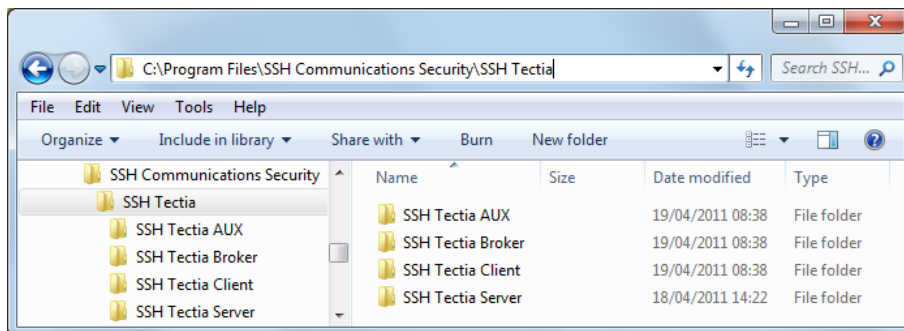 C:\Program Files\SSH Communications Security\SSH Tectia
Search SSH...
File Edit View Tools Help
Organize Include in library Share with Burn New folder
SSH Communications Security
SSH Tectia
SSH Tectia AUX
SSH Tectia Broker
SSH Tectia Client
SSH Tectia Server
Name Size Date modified Type
SSH Tectia AUX 19/04/2011 08:38 File folder
SSH Tectia Broker 19/04/2011 08:38 File folder
SSH Tectia Client 19/04/2011 08:38 File folder
SSH Tectia Server 18/04/2011 14:22 File folder